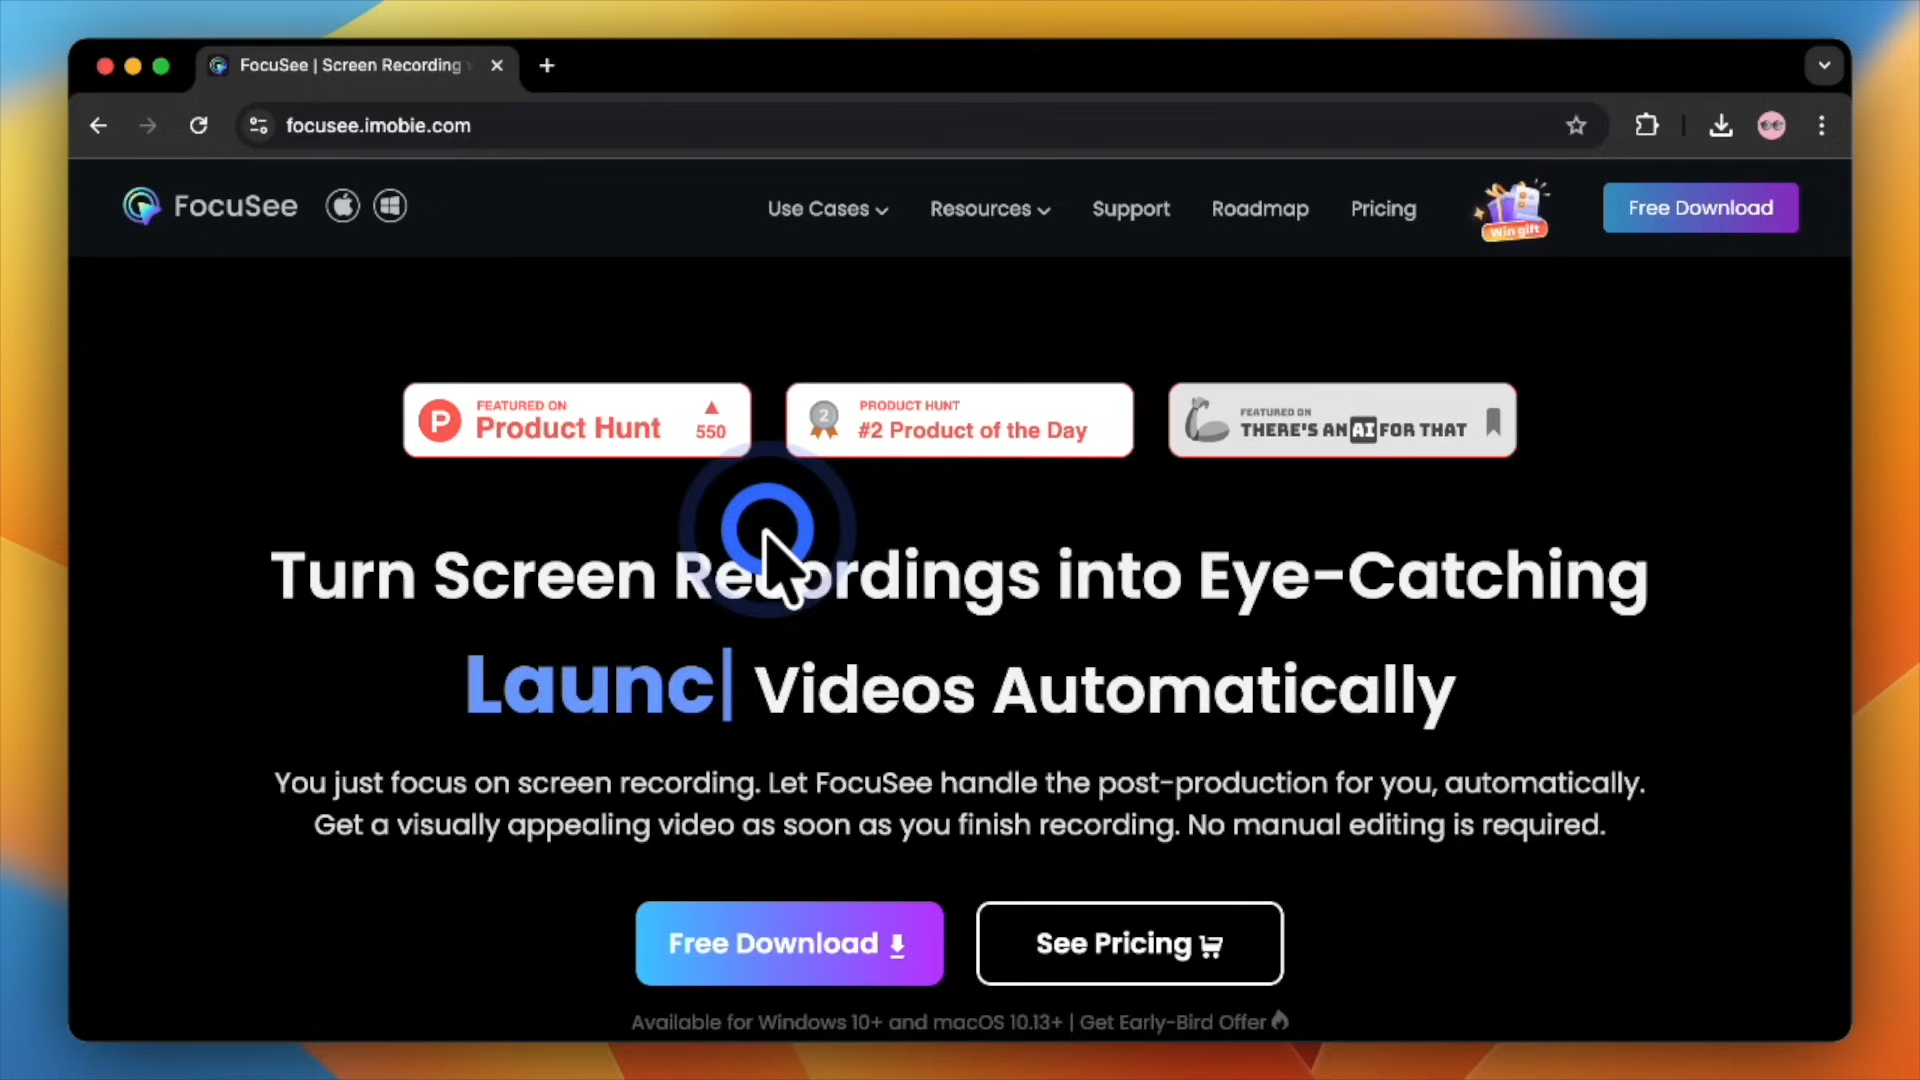 FocuSee | Screen Recording
focusee.imobie.com
FocuSee
Use Cases
Resources
Support
Roadmap
Pricing
Win gift
Free Download
FEATURED ON
Product Hunt
550
2
PRODUCT HUNT
#2 Product of the Day
FEATURED ON
THERE'S AN AI FOR THAT
Turn Screen Recordings into Eye-Catching
Launc| Videos Automatically
You just focus on screen recording. Let FocuSee handle the post-production for you, automatically.
Get a visually appealing video as soon as you finish recording. No manual editing is required.
Free Download
See Pricing
Available for Windows 10+ and macOS 10.13+ | Get Early-Bird Offer